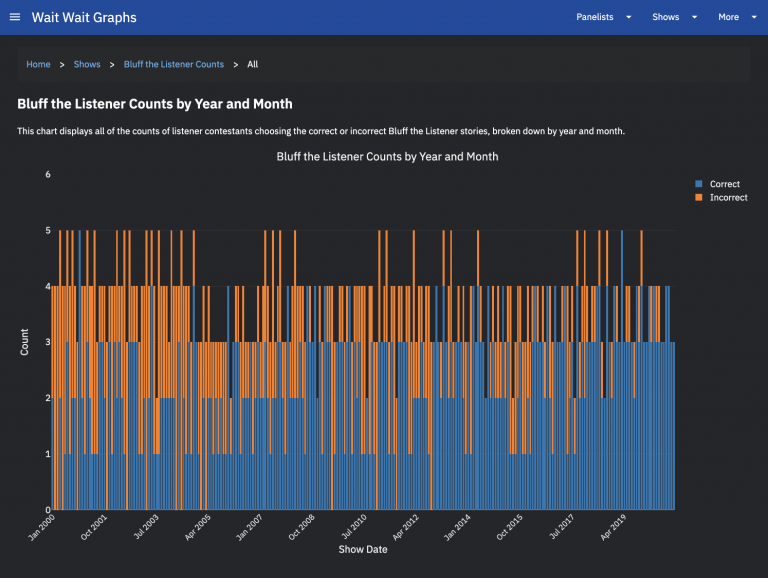 Wait Wait Graphs
Panelists Shows More
Home > Shows > Bluff the Listener Counts > All
Bluff the Listener Counts by Year and Month
This chart displays all of the counts of listener contestants choosing the correct or incorrect Bluff the Listener stories, broken down by year and month.
Bluff the Listener Counts by Year and Month
6
5
4
3
2
1
0
Count
Correct
Incorrect
Jan 2000
Oct 2001
Jul 2003
Apr 2005
Jan 2007
Oct 2008
Jul 2010
Apr 2012
Jan 2014
Oct 2015
Jul 2017
Apr 2019
Show Date